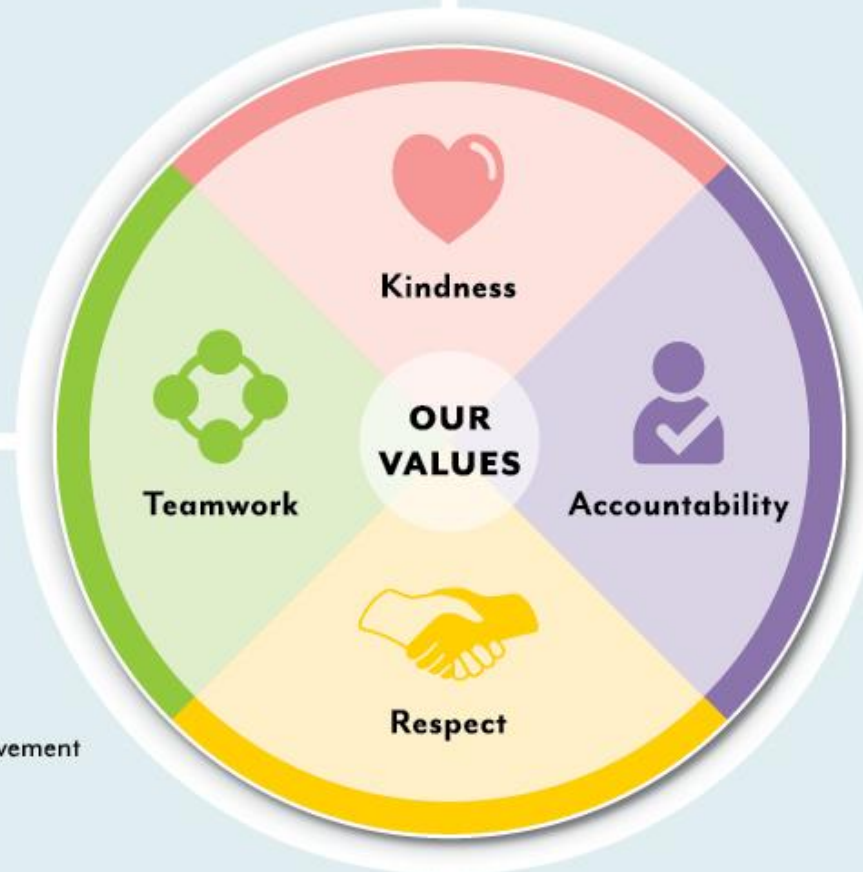 Kindness
OUR
VALUES
Teamwork
Accountability
Respect
vement